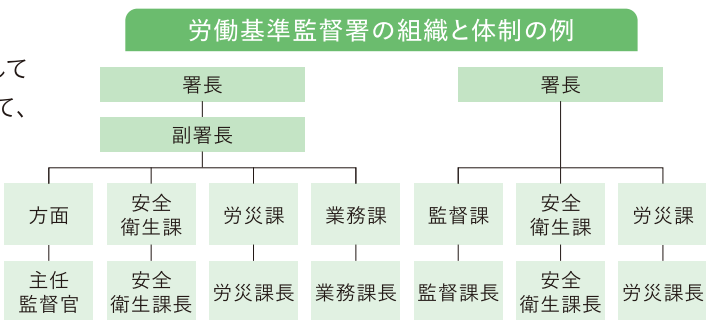 労働基準監督署の組織と体制の例
して
て、
署長
副署長
方面
安全
衛生課
労災課
業務課
主任
監督官
安全
衛生課長
労災課長
業務課長
署長
監督課
安全
衛生課
労災課
監督課長
安全
衛生課長
労災課長